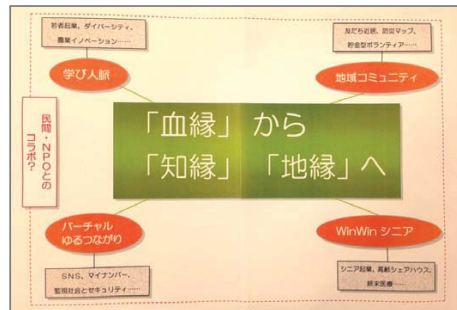 若者起業、ダイバーシティ、
農業イノベーション……
学び人脈
友だち近居、防災マップ、
貯金型ボランティア……
地域コミュニティ
民間・NPOとの
コラボ?
「血縁」から
「知縁」「地縁」へ
バーチャル
ゆるつながり
SNS、マイナンバー、
監視社会とセキュリティ……
WinWin シニア
シニア起業、高齢シェアハウス、
終末医療……